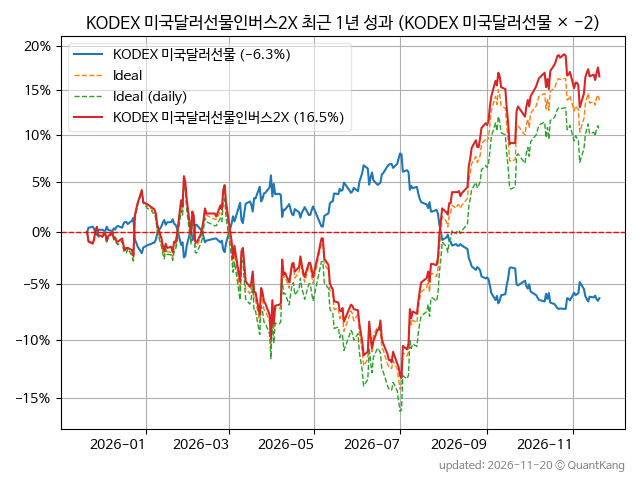 KODEX 미국달러선물인버스2X 최근 1년 성과 (KODEX 미국달러선물 × −2)
KODEX 미국달러선물 (−6.3%)
Ideal
Ideal (daily)
KODEX 미국달러선물인버스2X (16.5%)
20%
15%
10%
5%
0%
−5%
−10%
−15%
2026-01
2026-03
2026-05
2026-07
2026-09
2026-11
updated: 2026-11-20 © QuantKang